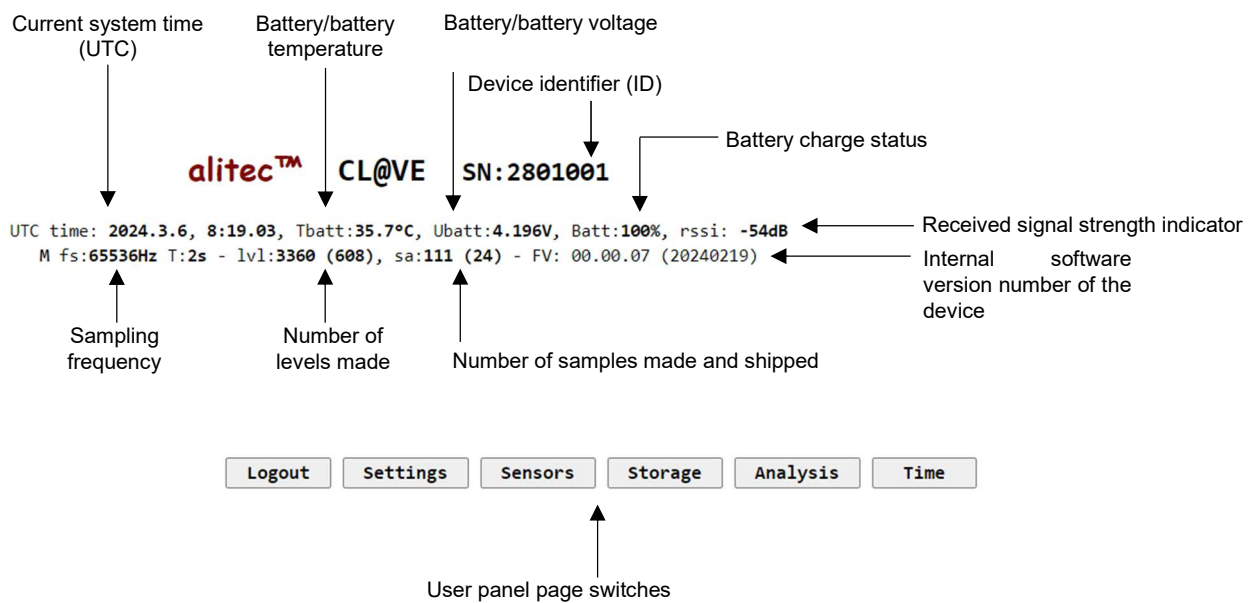 Current system time
(UTC)
Battery/battery
temperature
Battery/battery voltage
Device identifier (ID)
Battery charge status
alitec™ CL@VE SN:2801001
UTC time: 2024.3.6, 8:19.03, Tbatt:35.7°C, Ubatt:4.196V, Batt:100%, rssi: -54dB
Received signal strength indicator
M fs:65536Hz T:2s - lvl:3360 (608), sa:111 (24) - FV: 00.00.07 (20240219)
Internal software
version number of the
device
Sampling
frequency
Number of
levels made
Number of samples made and shipped
Logout Settings Sensors Storage Analysis Time
User panel page switches